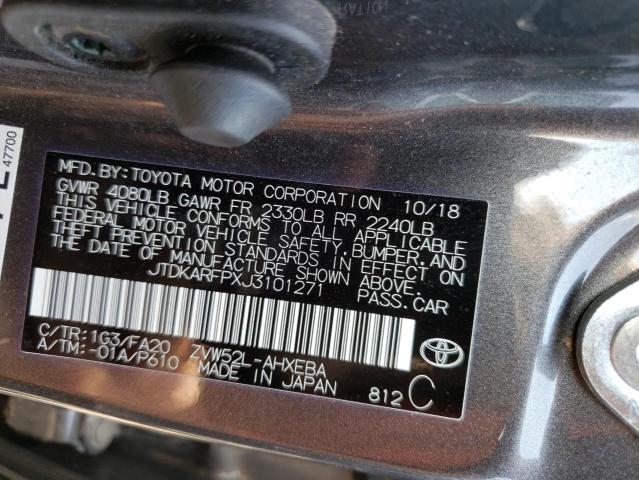 MFD. BY: TOYOTA MOTOR CORPORATION 10/18
GVWR 4080LB GAWR FR 2330LB RR 2240LB
THIS VEHICLE CONFORMS TO ALL APPLICABLE
FEDERAL MOTOR VEHICLE SAFETY, BUMPER, AND
THEFT PREVENTION STANDARDS IN EFFECT ON
THE DATE OF MANUFACTURE SHOWN ABOVE.
JTDKARFPXJ3101271 PASS. CAR
C/TR: 1G3/FA20 ZVW52L-AHXEBA
A/TM: -01A/P610 MADE IN JAPAN
812 C
47700